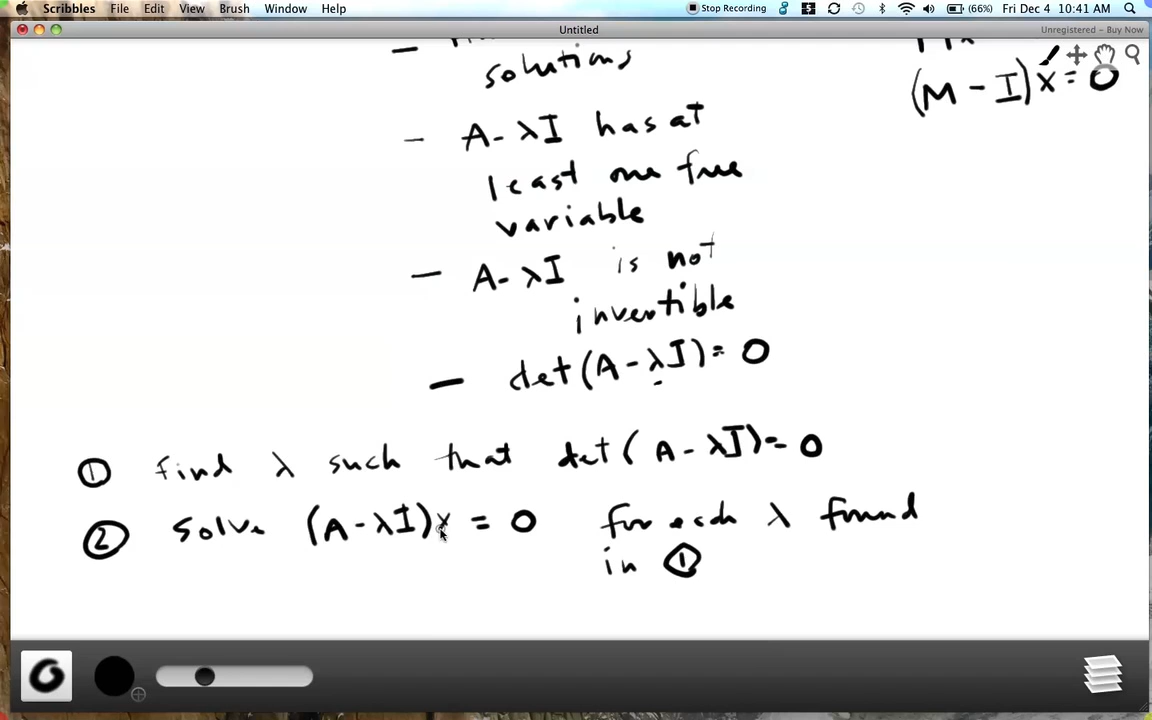 Scribbles File Edit View Brush Window Help Stop Recording (66%) Fri Dec 4 10:41 AM
Untitled
Unregistered - Buy Now
solutions
(M - I)x = 0
- A - λI has at
least one free
variable
- A - λI is not
invertible
- det(A - λI) = 0
① find λ such that det(A - λI) = 0
② Solve (A - λI)x = 0 for each λ found
in ①